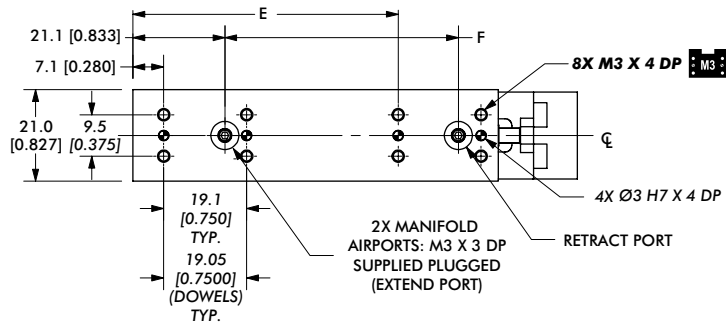 E
21.1 [0.833]
F
7.1 [0.280]
8X M3 X 4 DP
M3
21.0
[0.827]
9.5
[0.375]
℄
4X Ø3 H7 X 4 DP
19.1
[0.750]
TYP.
19.05
[0.7500]
(DOWELS)
TYP.
2X MANIFOLD
AIRPORTS: M3 X 3 DP
SUPPLIED PLUGGED
(EXTEND PORT)
RETRACT PORT